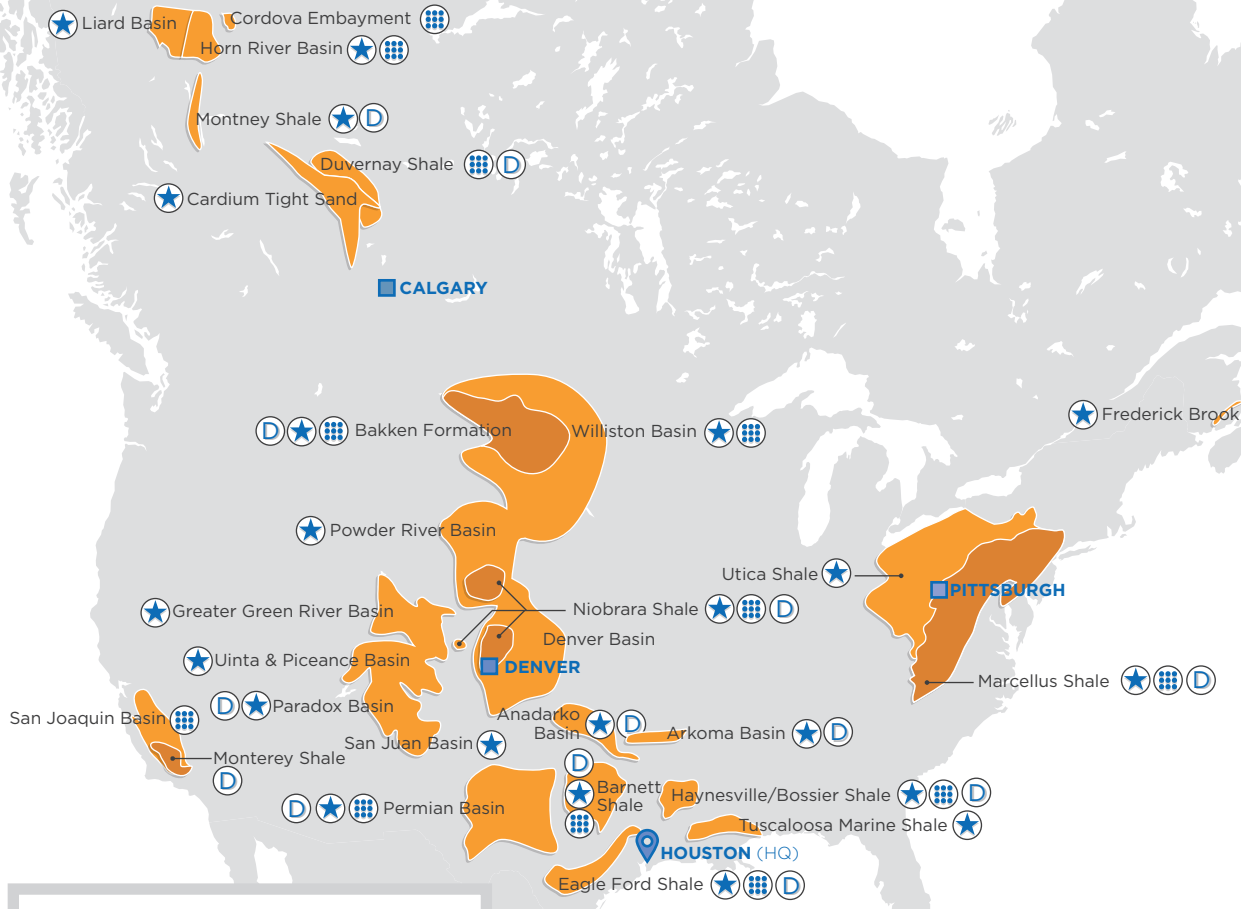 Liard Basin
Cordova Embayment
Horn River Basin
Montney Shale D
Duvernay Shale D
Cardium Tight Sand
CALGARY
D Bakken Formation
Williston Basin
Frederick Brook
Powder River Basin
Utica Shale
PITTSBURGH
Greater Green River Basin
Niobrara Shale D
Denver Basin
Uinta & Piceance Basin
DENVER
Marcellus Shale D
D Paradox Basin
San Joaquin Basin
Anadarko
Basin D
Arkoma Basin D
San Juan Basin
Monterey Shale
D
D
Barnett
Shale
Haynesville/Bossier Shale D
D Permian Basin
Tuscaloosa Marine Shale
HOUSTON (HQ)
Eagle Ford Shale D